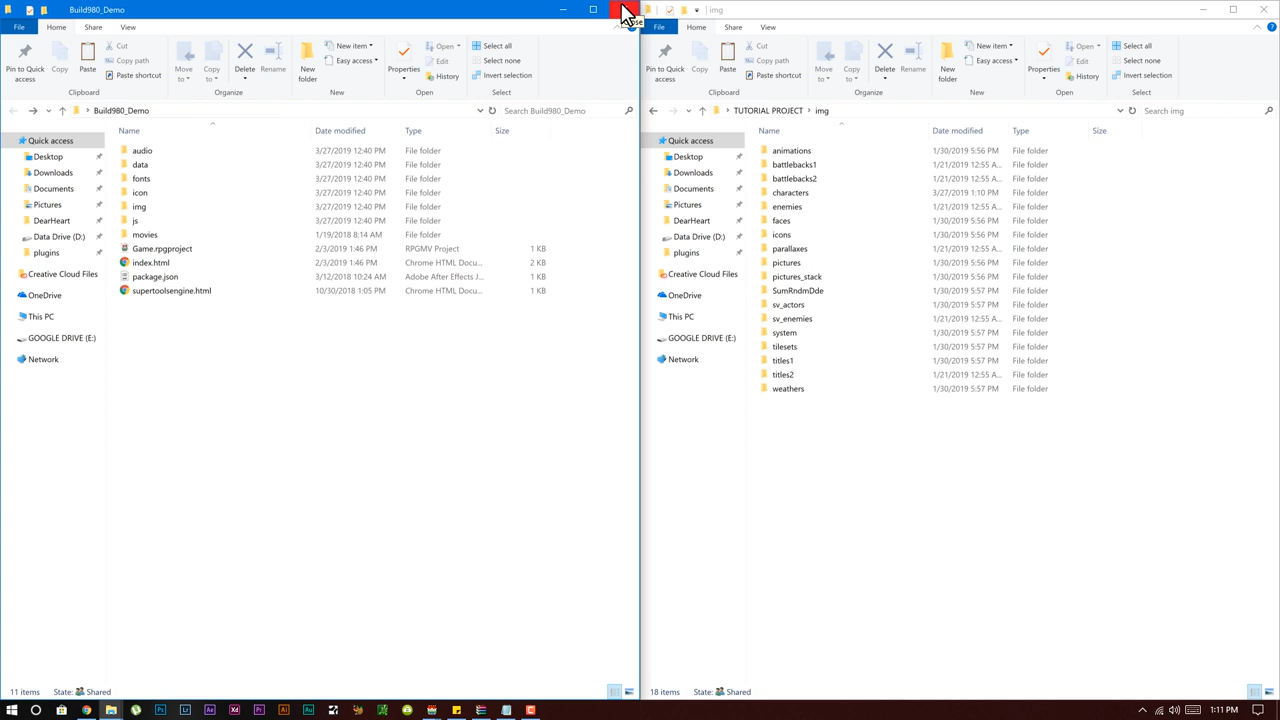 Build980_Demo
File Home Share View
Pin to Quick access
Copy
Paste
Cut
Copy path
Paste shortcut
Clipboard
Move to
Copy to
Delete
Rename
Organize
New folder
New item
Easy access
New
Properties
Open
Edit
History
Open
Select all
Select none
Invert selection
Build980_Demo
Search Build980_Demo
Quick access
Desktop
Downloads
Documents
Pictures
DearHeart
Data Drive (D:)
plugins
Creative Cloud Files
OneDrive
This PC
GOOGLE DRIVE (E:)
Network
Name Date modified Type Size
audio 3/27/2019 12:40 PM File folder
data 3/27/2019 12:40 PM File folder
fonts 3/27/2019 12:40 PM File folder
icon 3/27/2019 12:40 PM File folder
img 3/27/2019 12:40 PM File folder
js 3/27/2019 12:40 PM File folder
movies 1/19/2018 8:14 AM File folder
Game.rpgproject 2/3/2019 1:46 PM RPGMV Project 1 KB
index.html 2/3/2019 1:46 PM Chrome HTML Docu... 2 KB
package.json 3/12/2018 10:24 AM Adobe After Effects J... 1 KB
supertoolsengine.html 10/30/2018 1:05 PM Chrome HTML Docu... 1 KB
11 items State: Shared
img
File Home Share View
Pin to Quick access
Copy
Paste
Cut
Copy path
Paste shortcut
Clipboard
Move to
Copy to
Delete
Rename
Organize
New folder
New item
Easy access
New
Properties
Open
Edit
History
Open
Select all
Select none
Invert selection
TUTORIAL PROJECT img
Search img
Quick access
Desktop
Downloads
Documents
Pictures
DearHeart
Data Drive (D:)
plugins
Creative Cloud Files
OneDrive
This PC
GOOGLE DRIVE (E:)
Network
Name Date modified Type Size
animations 1/30/2019 5:56 PM File folder
battlebacks1 1/21/2019 12:55 A... File folder
battlebacks2 1/21/2019 12:55 A... File folder
characters 3/27/2019 1:10 PM File folder
enemies 1/21/2019 12:55 A... File folder
faces 1/30/2019 5:56 PM File folder
icons 1/30/2019 5:56 PM File folder
parallaxes 1/30/2019 5:56 PM File folder
pictures 1/30/2019 5:56 PM File folder
pictures_stack 1/30/2019 5:56 PM File folder
SumRndmDde 1/30/2019 5:56 PM File folder
sv_actors 1/30/2019 5:57 PM File folder
sv_enemies 1/21/2019 12:55 A... File folder
system 1/30/2019 5:57 PM File folder
tilesets 1/30/2019 5:57 PM File folder
titles1 1/30/2019 5:57 PM File folder
titles2 1/21/2019 12:55 A... File folder
weathers 1/30/2019 5:57 PM File folder
18 items State: Shared
Ps Lr Ae Xd Pr Ai Au
1:11 PM